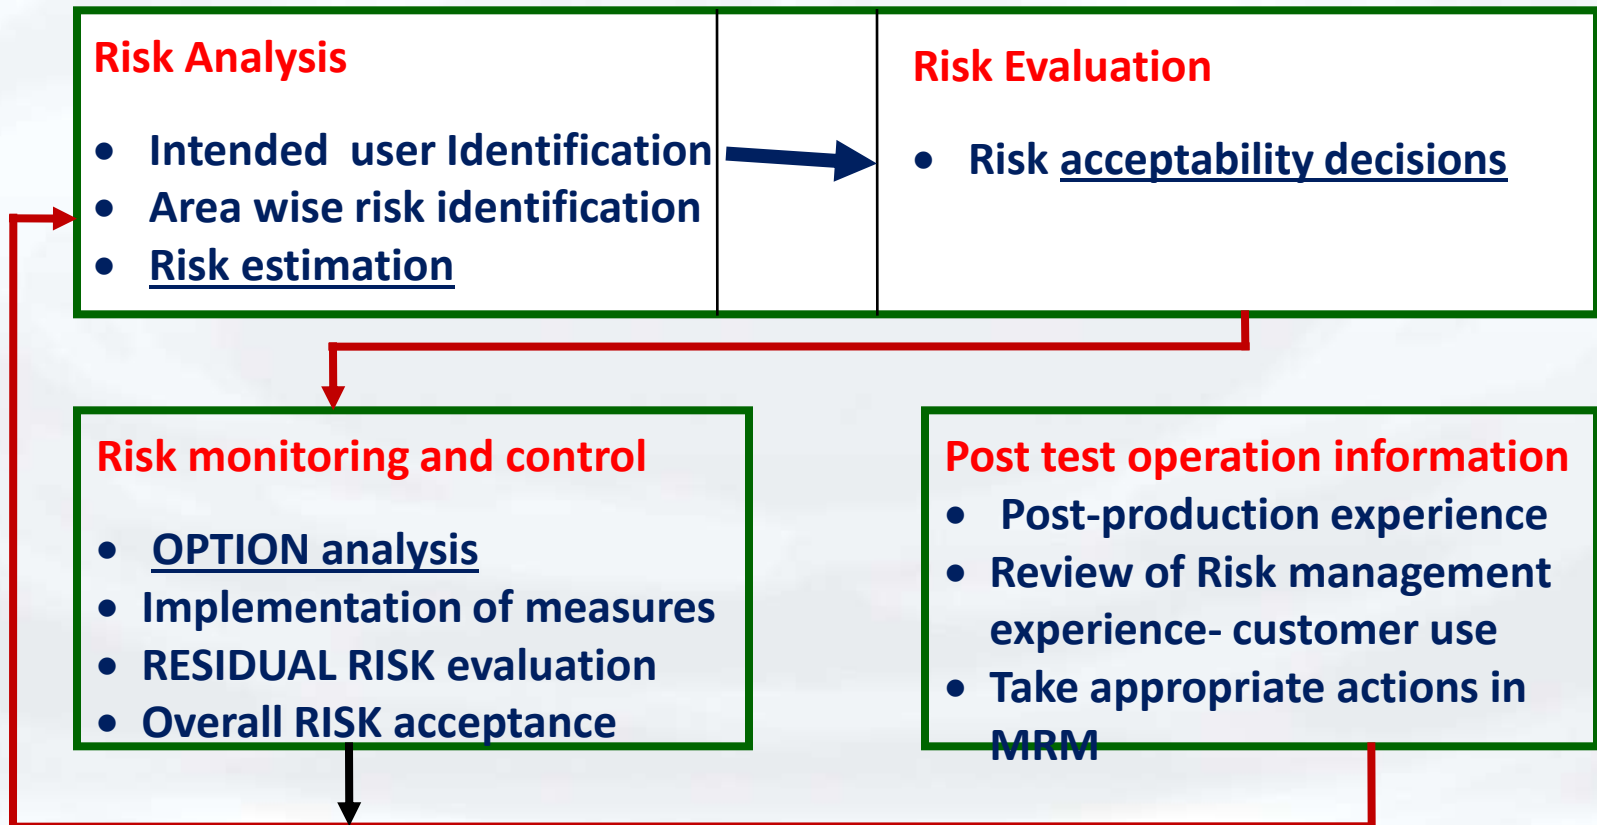 Risk Analysis
● Intended  user Identification
● Area wise risk identification
● Risk estimation
Risk Evaluation
● Risk acceptability decisions
Risk monitoring and control
● OPTION analysis
● Implementation of measures
● RESIDUAL RISK evaluation
● Overall RISK acceptance
Post test operation information
● Post-production experience
● Review of Risk management
experience- customer use
● Take appropriate actions in
MRM